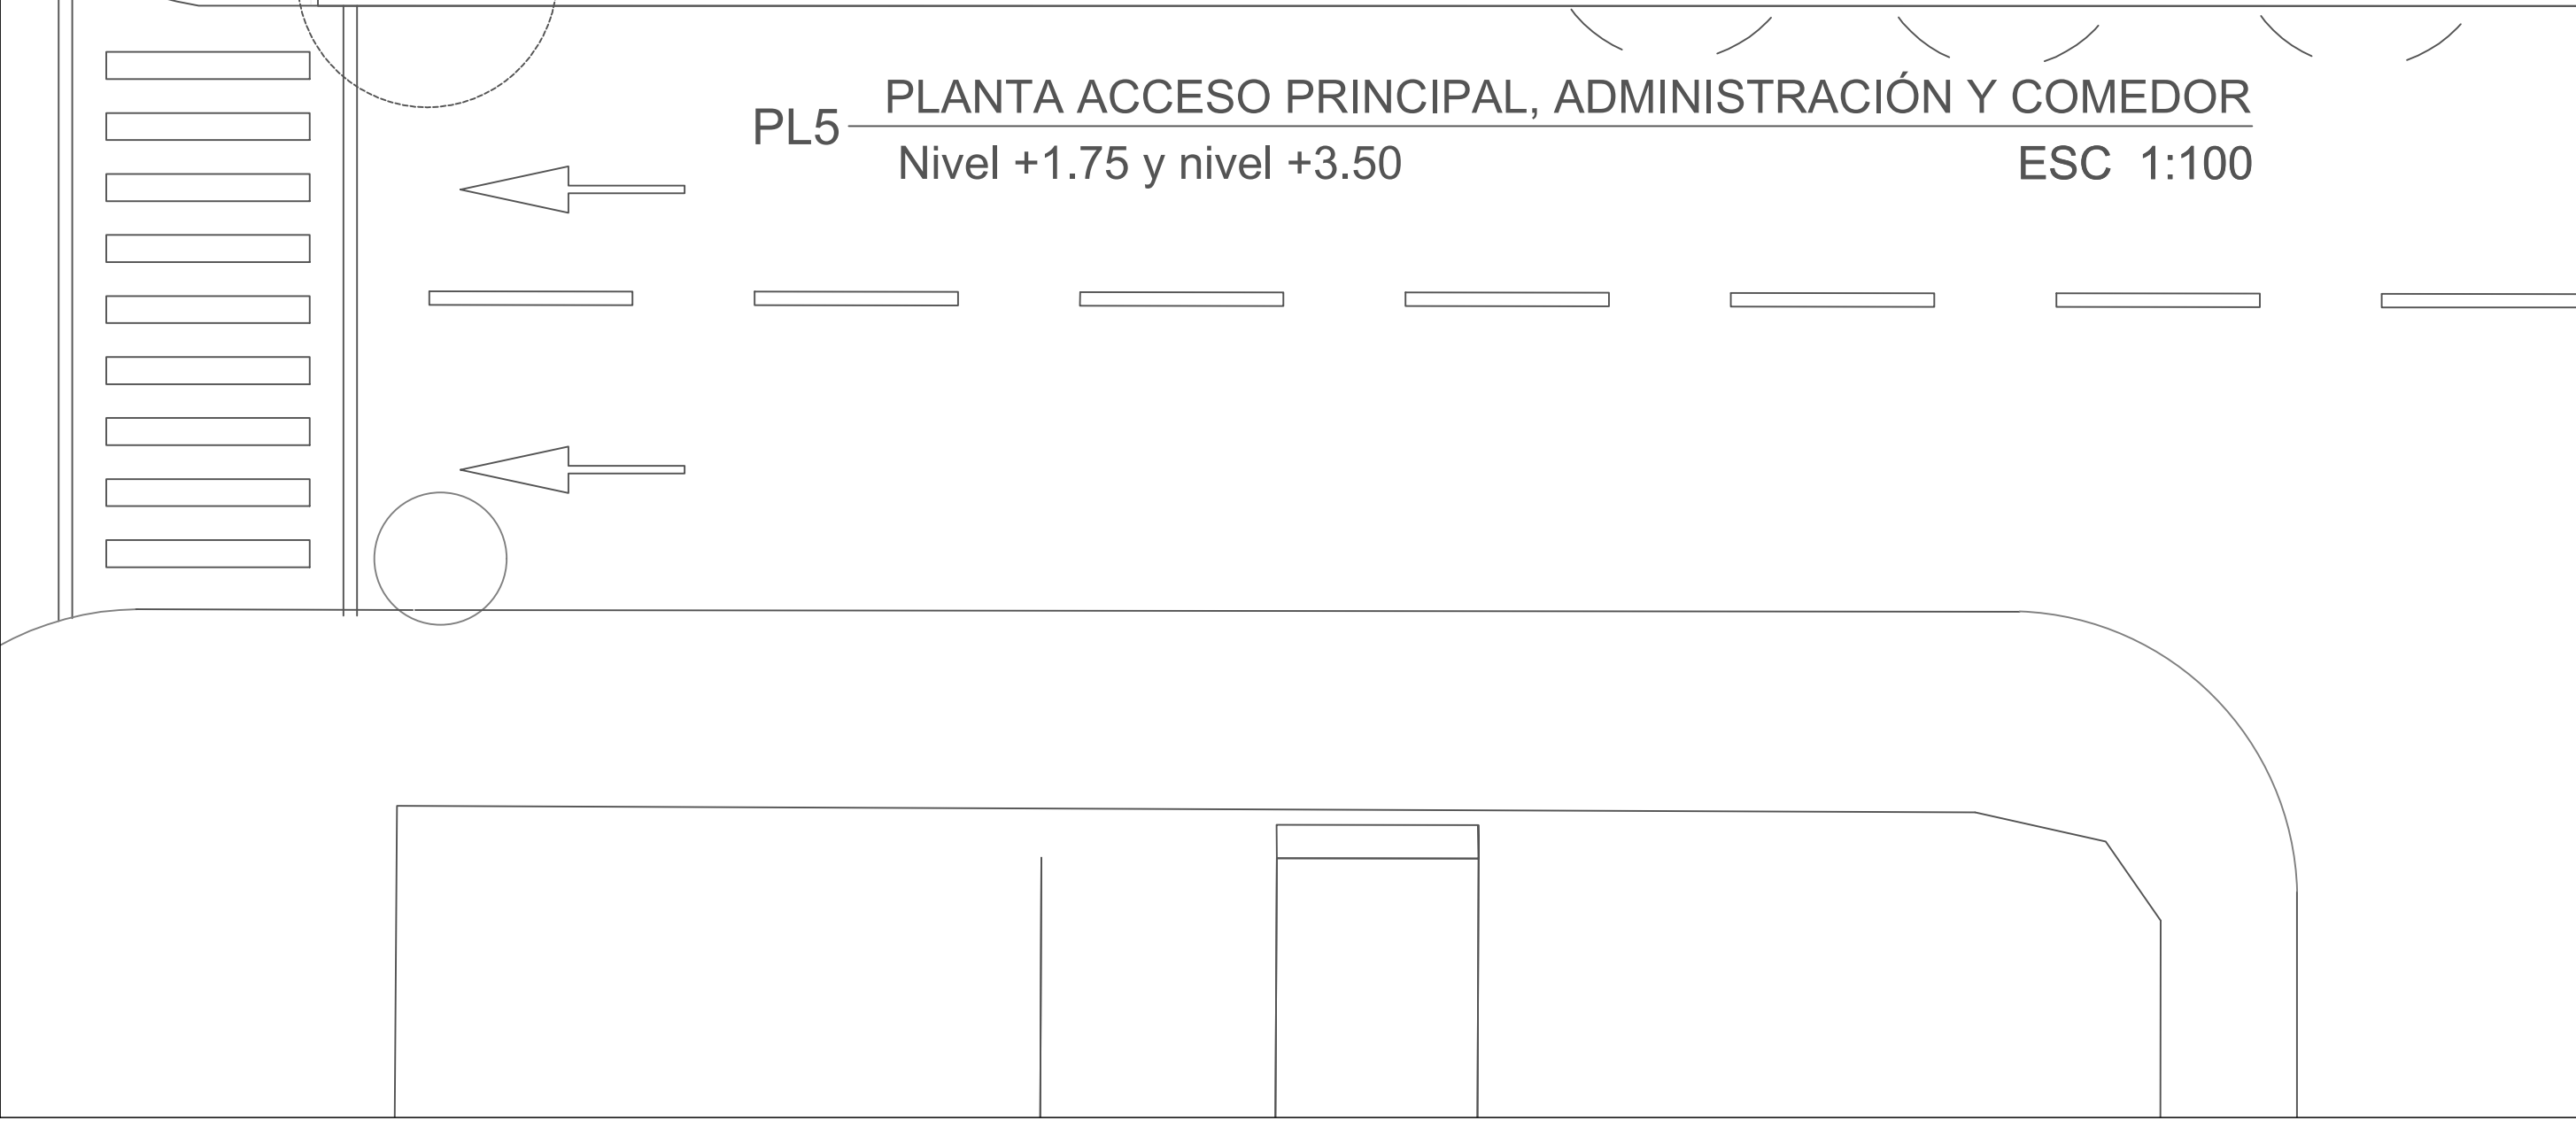 PL5
PLANTA ACCESO PRINCIPAL, ADMINISTRACIÓN Y COMEDOR
Nivel +1.75 y nivel +3.50
ESC 1:100